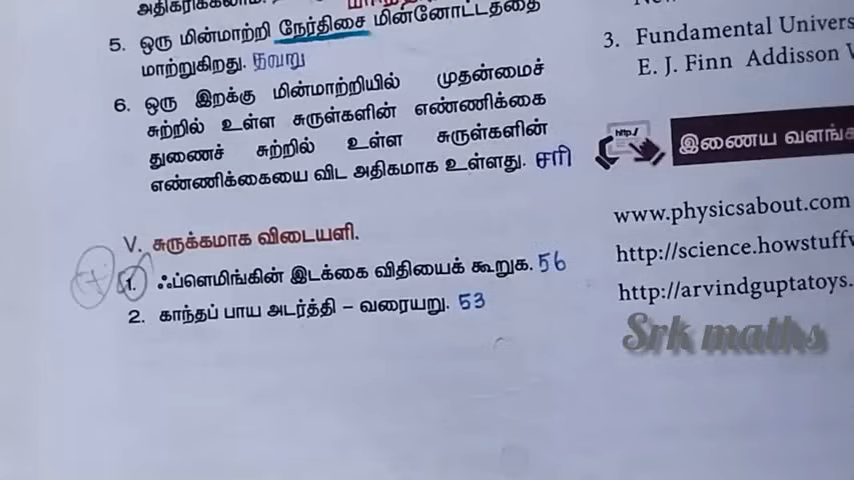 5. ஒரு மின்மாற்றி நேர்திசை மின்னோட்டத்தை
மாற்றுகிறது. தவறு
6. ஒரு இறக்கு மின்மாற்றியில் முதன்மைச்
சுற்றில் உள்ள சுருள்களின் எண்ணிக்கை
துணைச் சுற்றில் உள்ள சுருள்களின்
எண்ணிக்கையை விட அதிகமாக உள்ளது. சரி
V. சுருக்கமாக விடையளி.
1. ஃப்ளெமிங்கின் இடக்கை விதியைக் கூறுக. 56
2. காந்தப் பாய அடர்த்தி – வரையறு. 53
3. Fundamental
E. J. Finn Addisson
http:/
இணைய
www.physicsabout.com
http://science.howstuff
http://arvindguptatoys.
Srk maths